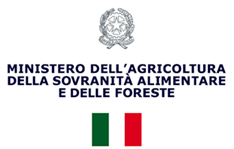 MINISTERO DELL'AGRICOLTURA
DELLA SOVRANITÀ ALIMENTARE
E DELLE FORESTE